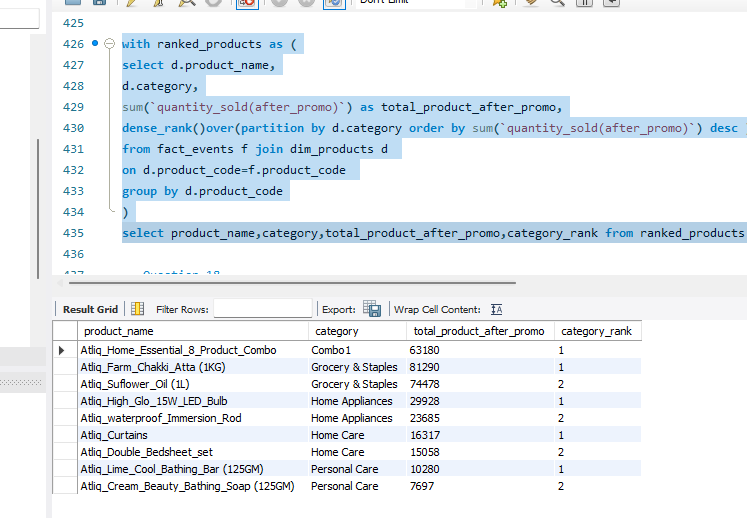 Don't Limit
425
426 with ranked_products as (
427 select d.product_name,
428 d.category,
429 sum(`quantity_sold(after_promo)`) as total_product_after_promo,
430 dense_rank()over(partition by d.category order by sum(`quantity_sold(after_promo)`) desc
431 from fact_events f join dim_products d
432 on d.product_code=f.product_code
433 group by d.product_code
434 )
435 select product_name,category,total_product_after_promo,category_rank from ranked_products
436
437 Question 18
Result Grid Filter Rows: Export: Wrap Cell Content:
product_name category total_product_after_promo category_rank
Atliq_Home_Essential_8_Product_Combo Combo1 63180 1
Atliq_Farm_Chakki_Atta (1KG) Grocery & Staples 81290 1
Atliq_Suflower_Oil (1L) Grocery & Staples 74478 2
Atliq_High_Glo_15W_LED_Bulb Home Appliances 29928 1
Atliq_waterproof_Immersion_Rod Home Appliances 23685 2
Atliq_Curtains Home Care 16317 1
Atliq_Double_Bedsheet_set Home Care 15058 2
Atliq_Lime_Cool_Bathing_Bar (125GM) Personal Care 10280 1
Atliq_Cream_Beauty_Bathing_Soap (125GM) Personal Care 7697 2